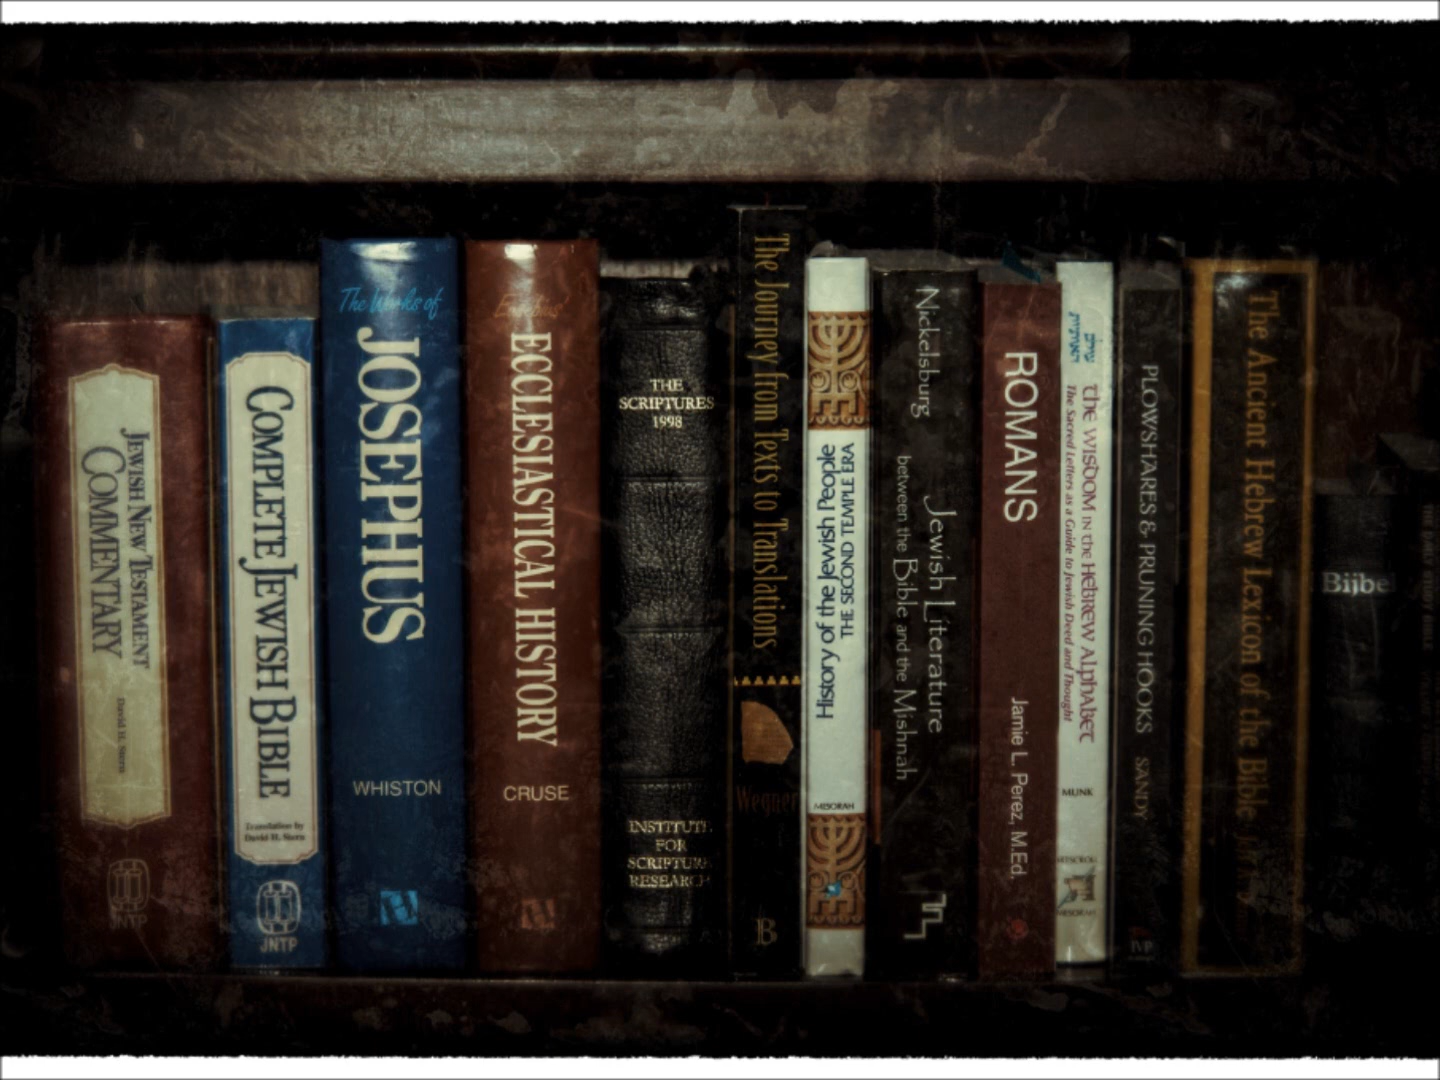 JEWISH NEW TESTAMENT
COMMENTARY
David H. Stern
JNTP
COMPLETE JEWISH BIBLE
Translation by
David H. Stern
JNTP
The Works of
JOSEPHUS
WHISTON
Eusebius'
ECCLESIASTICAL HISTORY
CRUSE
THE
SCRIPTURES
1998
INSTITUTE
FOR
SCRIPTURE
RESEARCH
The Journey from Texts to Translations
Wegner
B
History of the Jewish People
THE SECOND TEMPLE ERA
MESORAH
Nickelsburg
Jewish Literature
between the Bible and the Mishnah
ROMANS
Jamie L. Perez, M.Ed.
THE WISDOM IN THE HEBREW ALPHABET
The Sacred Letters as a Guide to Jewish Deed and Thought
MUNK
ARTSCROLL
MESORAH
PLOWSHARES & PRUNING HOOKS
SANDY
IVP
The Ancient Hebrew Lexicon of the Bible
Bijbel